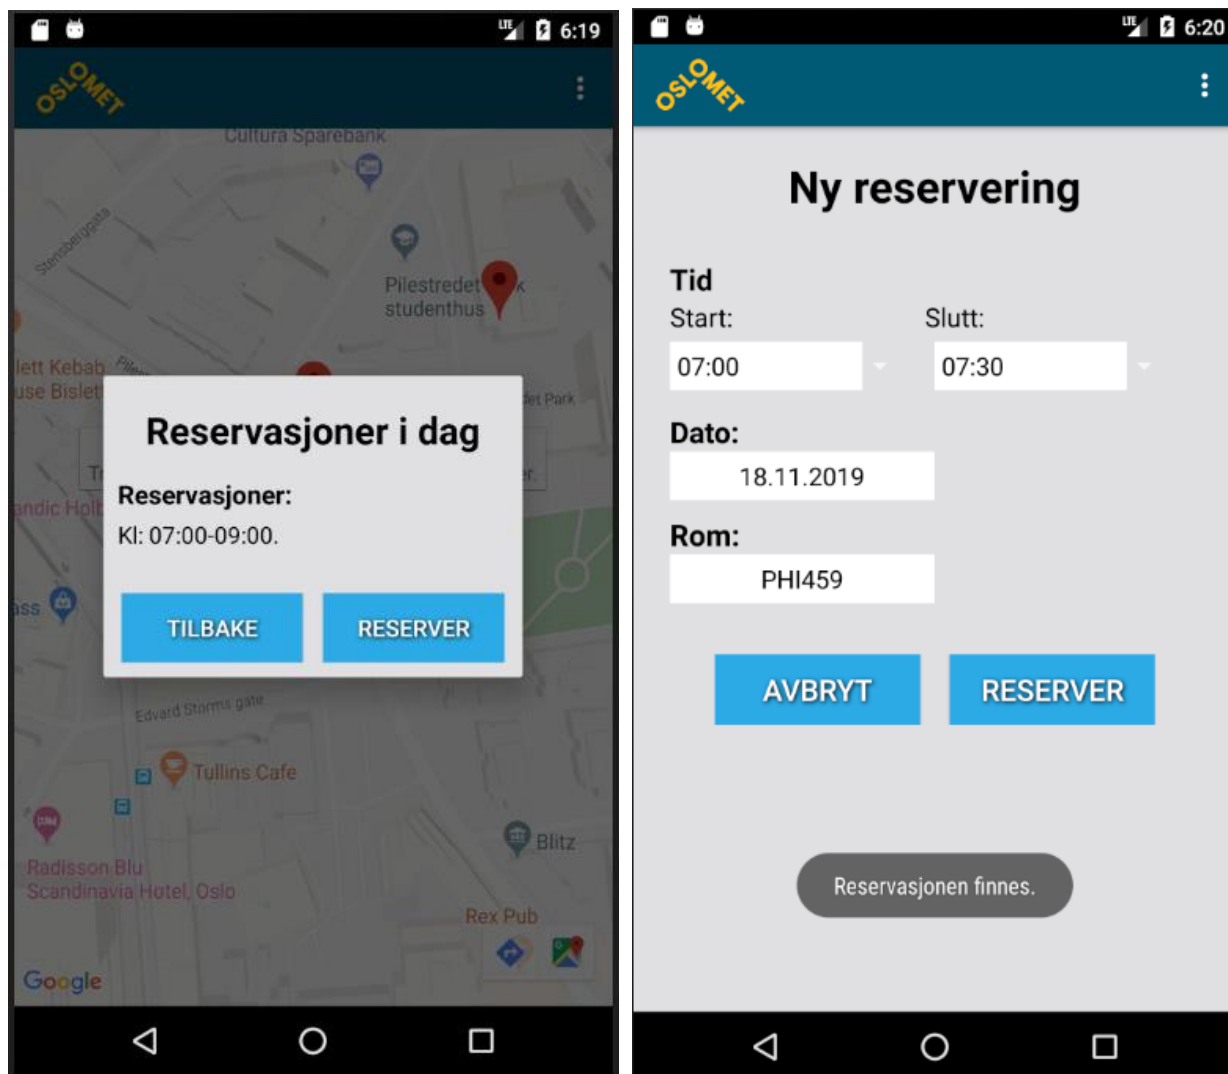 LTE 6:19
OSLOMET
Cultura Sparebank
Stensberggata
Pilestredet
studenthus
lett Kebab
use Bislet
Reservasjoner i dag
Reservasjoner:
Kl: 07:00-09:00.
TILBAKE RESERVER
Edvard Storms gate
Tullins Cafe
Blitz
Radisson Blu
Scandinavia Hotel, Oslo
Rex Pub
Google
LTE 6:20
OSLOMET
Ny reservering
Tid
Start: Slutt:
07:00 07:30
Dato:
18.11.2019
Rom:
PHI459
AVBRYT RESERVER
Reservasjonen finnes.